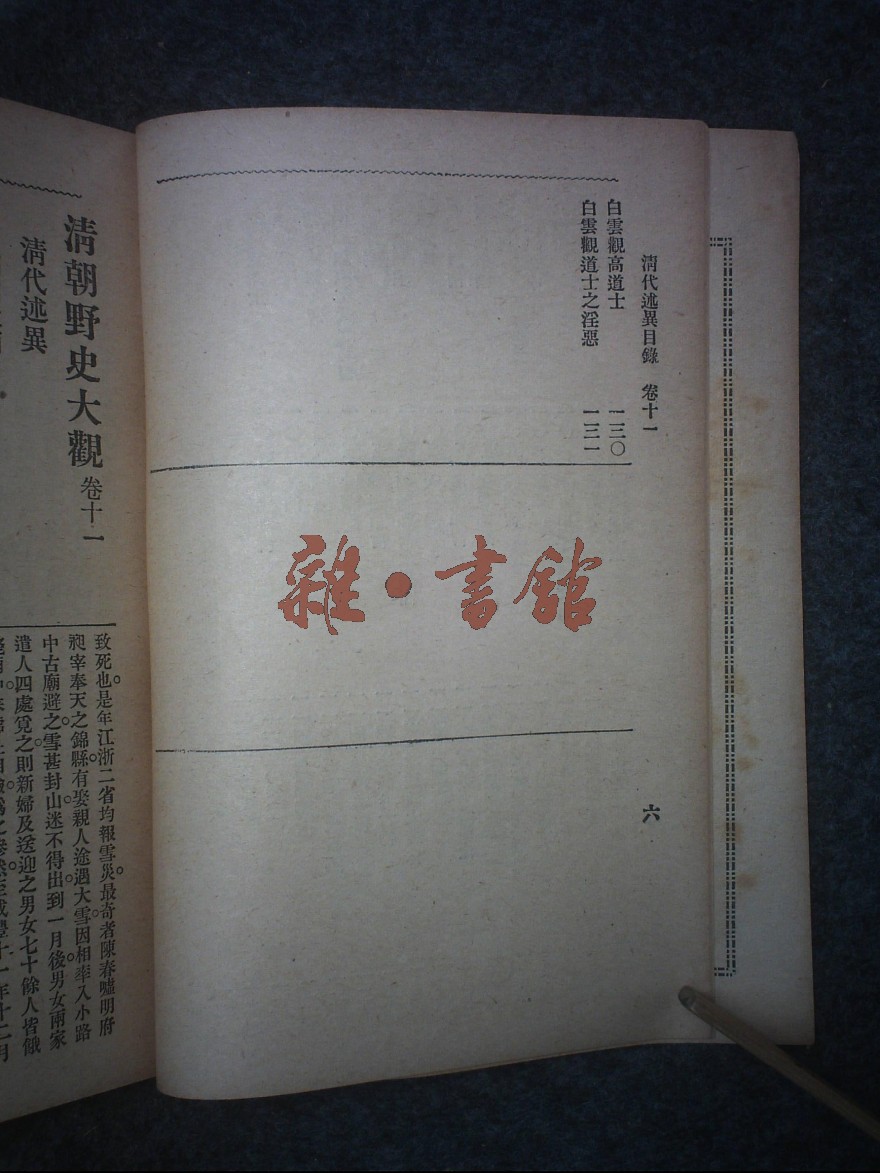 清代述異目錄　卷十一
白雲觀高道士　一三〇
白雲觀道士之淫惡　一三一
六
雜·書館
清朝野史大觀 卷十一
清代述異
致死也。是年江浙二省均報雪災。最奇者陳春嘘明府
宰奉天之錦縣。有娶親人途遇大雪。因相率入小路
中古廟避之。雪甚封山。迷不得出。到一月後。男女兩家
遣人四處覓之。則新婦及送迎之男女七十餘人皆餓